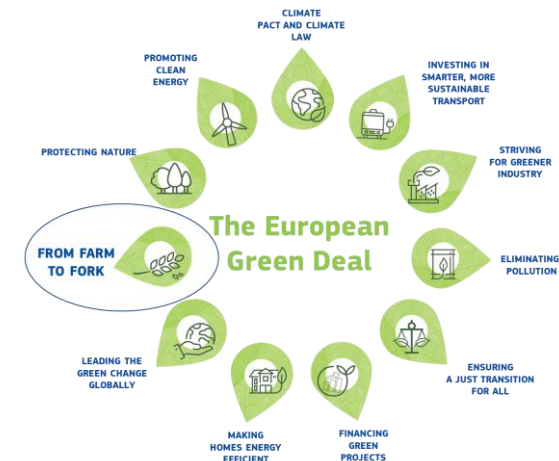 CLIMATE
PACT AND CLIMATE
LAW
PROMOTING
CLEAN
ENERGY
INVESTING IN
SMARTER, MORE
SUSTAINABLE
TRANSPORT
PROTECTING NATURE
STRIVING
FOR GREENER
INDUSTRY
The European
Green Deal
FROM FARM
TO FORK
ELIMINATING
POLLUTION
LEADING THE
GREEN CHANGE
GLOBALLY
ENSURING
A JUST TRANSITION
FOR ALL
MAKING
HOMES ENERGY
EFFICIENT
FINANCING
GREEN
PROJECTS